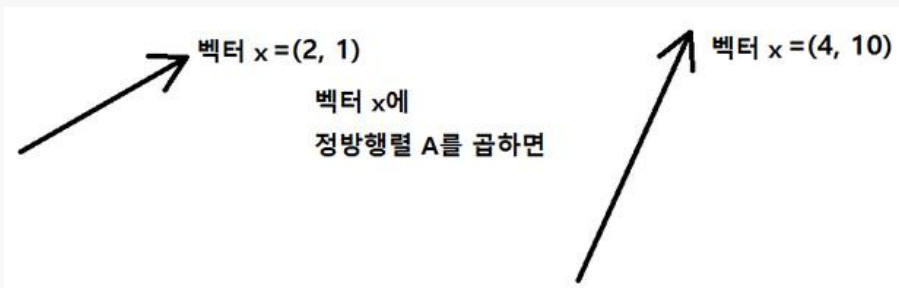 벡터 x =(2, 1)
벡터 x에
정방행렬 A를 곱하면
벡터 x =(4, 10)